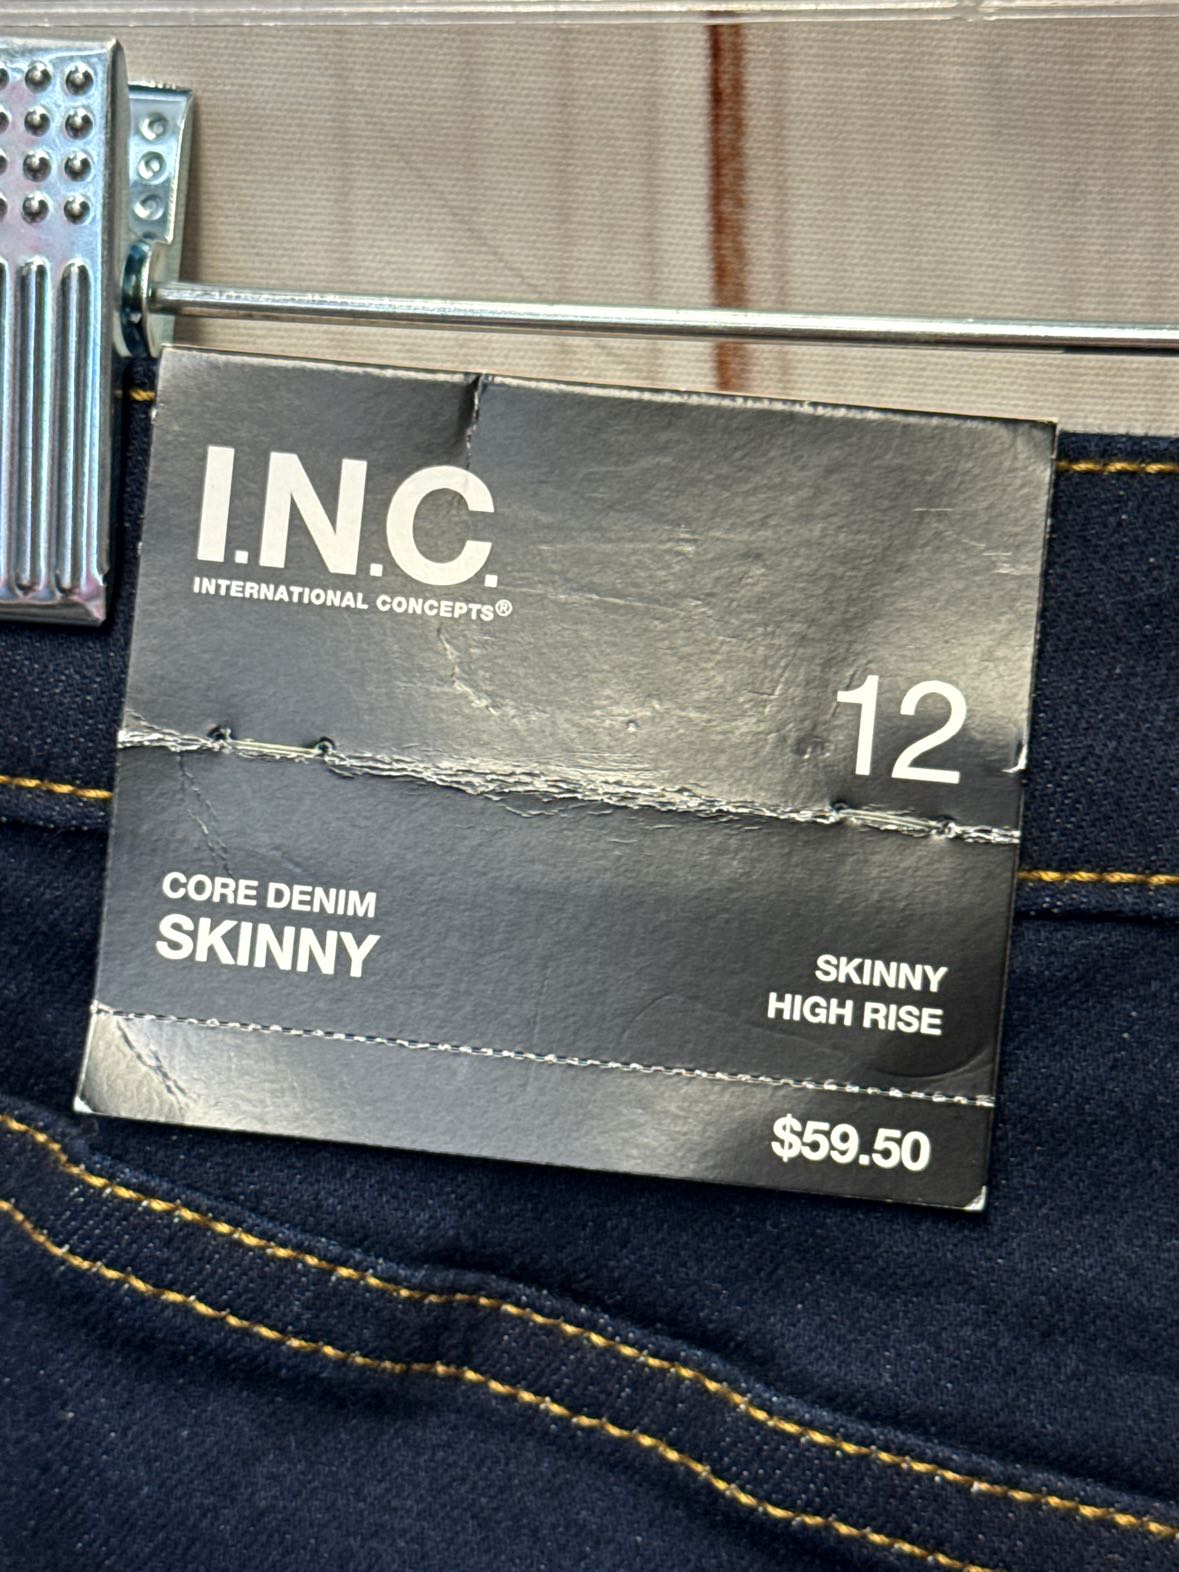 I.N.C.
INTERNATIONAL CONCEPTS®
12
CORE DENIM
SKINNY
SKINNY
HIGH RISE
$59.50